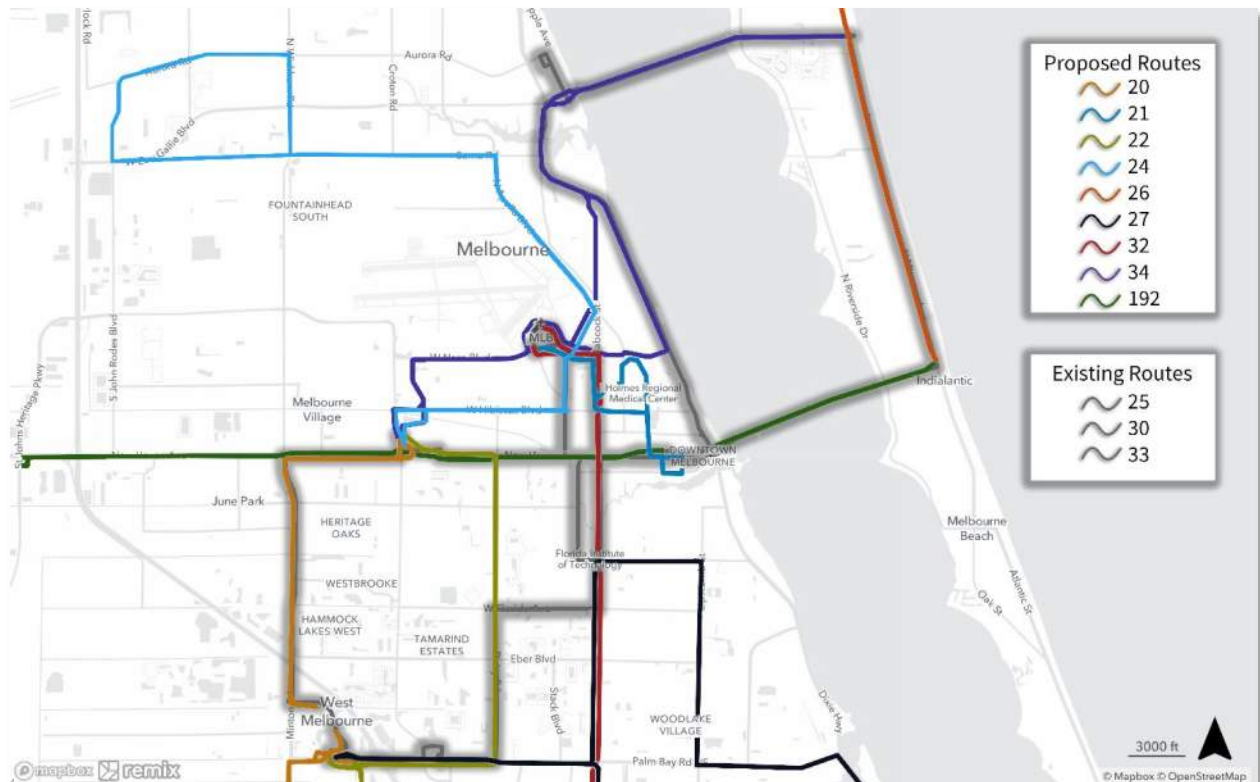 Aurora Rd
Aurora Rd
Croton Rd
W Eau Gallie Blvd
FOUNTAINHEAD
SOUTH
Melbourne
MLB
S John Rodes Blvd
St Johns Heritage Pkwy
Melbourne
Village
W Hibiscus Blvd
Holmes Regional
Medical Center
N Riverside Dr
Indialantic
DOWNTOWN
MELBOURNE
June Park
HERITAGE
OAKS
Florida Institute
of Technology
WESTBROOKE
HAMMOCK
LAKES WEST
TAMARIND
ESTATES
Eber Blvd
Stack Blvd
West
Melbourne
WOODLAKE
VILLAGE
Palm Bay Rd NE
Dixie Hwy
Melbourne
Beach
Oak St
Atlantic St
Proposed Routes
20
21
22
24
26
27
32
34
192
Existing Routes
25
30
33
3000 ft
mapbox remix
© Mapbox © OpenStreetMap